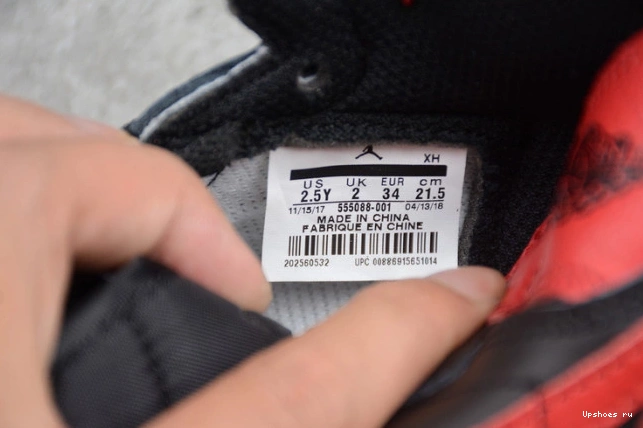 XH
US UK EUR cm
2.5Y 2 34 21.5
11/15/17 555088-001 04/13/18
MADE IN CHINA
FABRIQUE EN CHINE
202560532 UPC 00886915651014
Upshoes ru